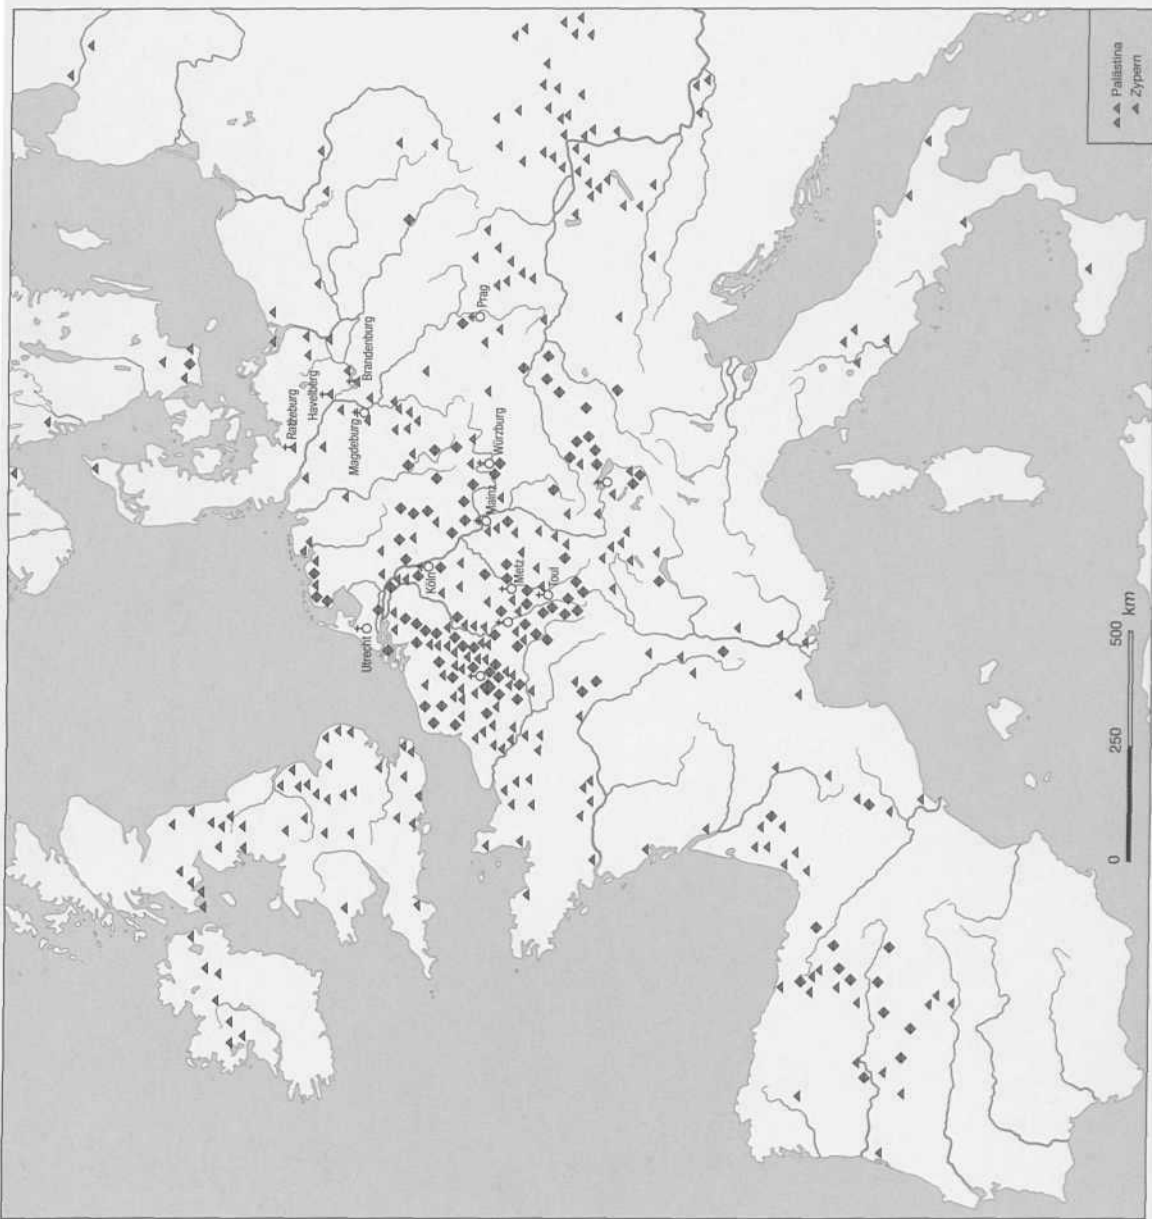 Ratzeburg
Havelberg
Brandenburg
Magdeburg
Utrecht
Köln
Prag
Würzburg
Mainz
Metz
Toul
Palästina
Zypern
0 250 500
km